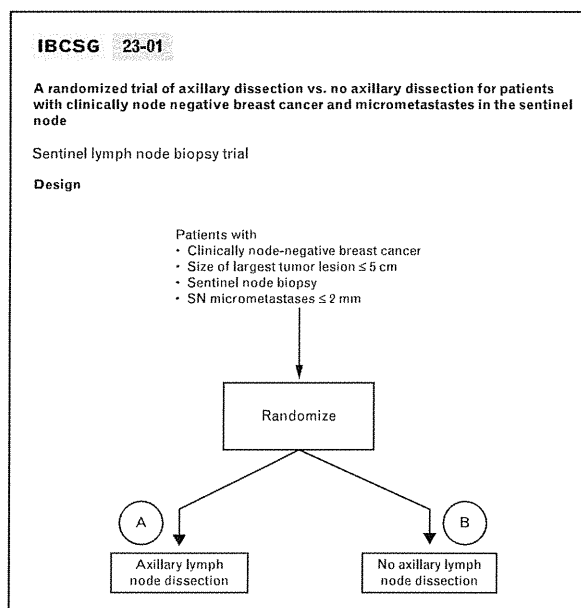 IBCSG 23-01
A randomized trial of axillary dissection vs. no axillary dissection for patients
with clinically node negative breast cancer and micrometastastes in the sentinel
node
Sentinel lymph node biopsy trial
Design
Patients with
• Clinically node-negative breast cancer
• Size of largest tumor lesion ≤ 5 cm
• Sentinel node biopsy
• SN micrometastases ≤ 2 mm
Randomize
A
B
Axillary lymph
node dissection
No axillary lymph
node dissection